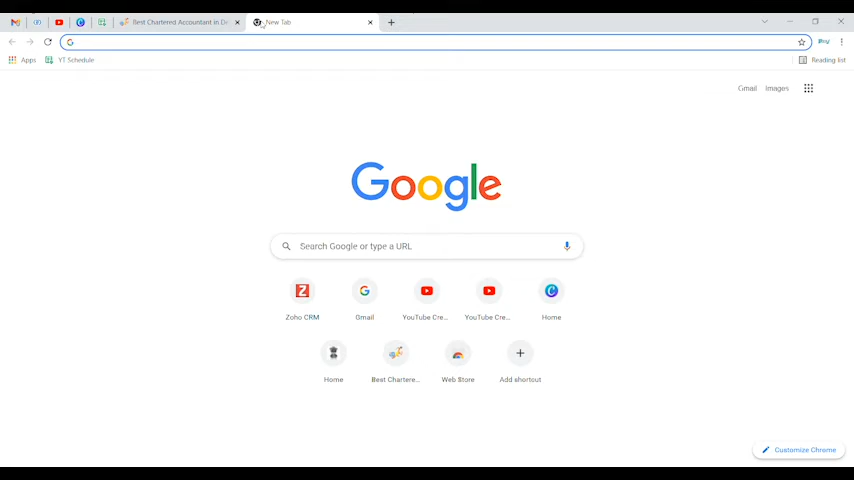 Best Chartered Accountant in De
New Tab
Apps
YT Schedule
Reading list
Gmail
Images
Google
Search Google or type a URL
Zoho CRM
Gmail
YouTube Cre...
YouTube Cre...
Home
Home
Best Chartere...
Web Store
Add shortcut
Customize Chrome